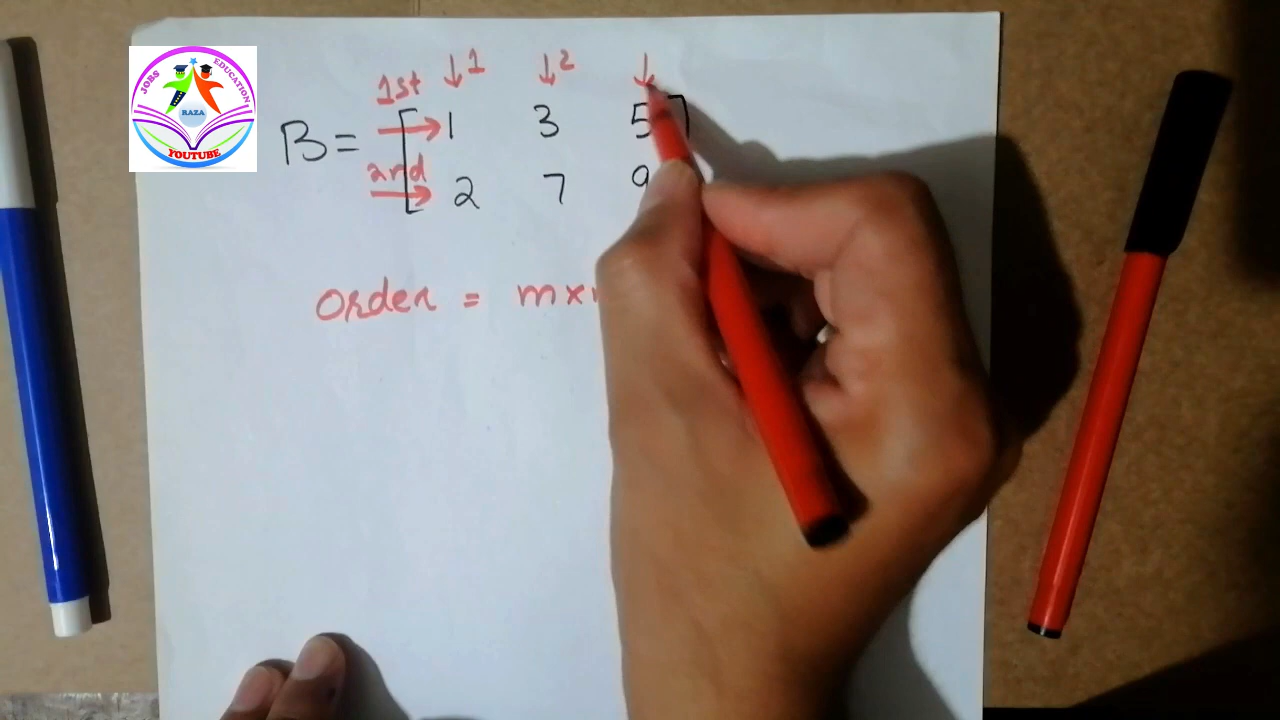 JOBS EDUCATION
RAZA
YOUTUBE
1st ↓1 ↓2 ↓
B = [ → 1 3 5 ]
2nd
→ 2 7 9
order = m×